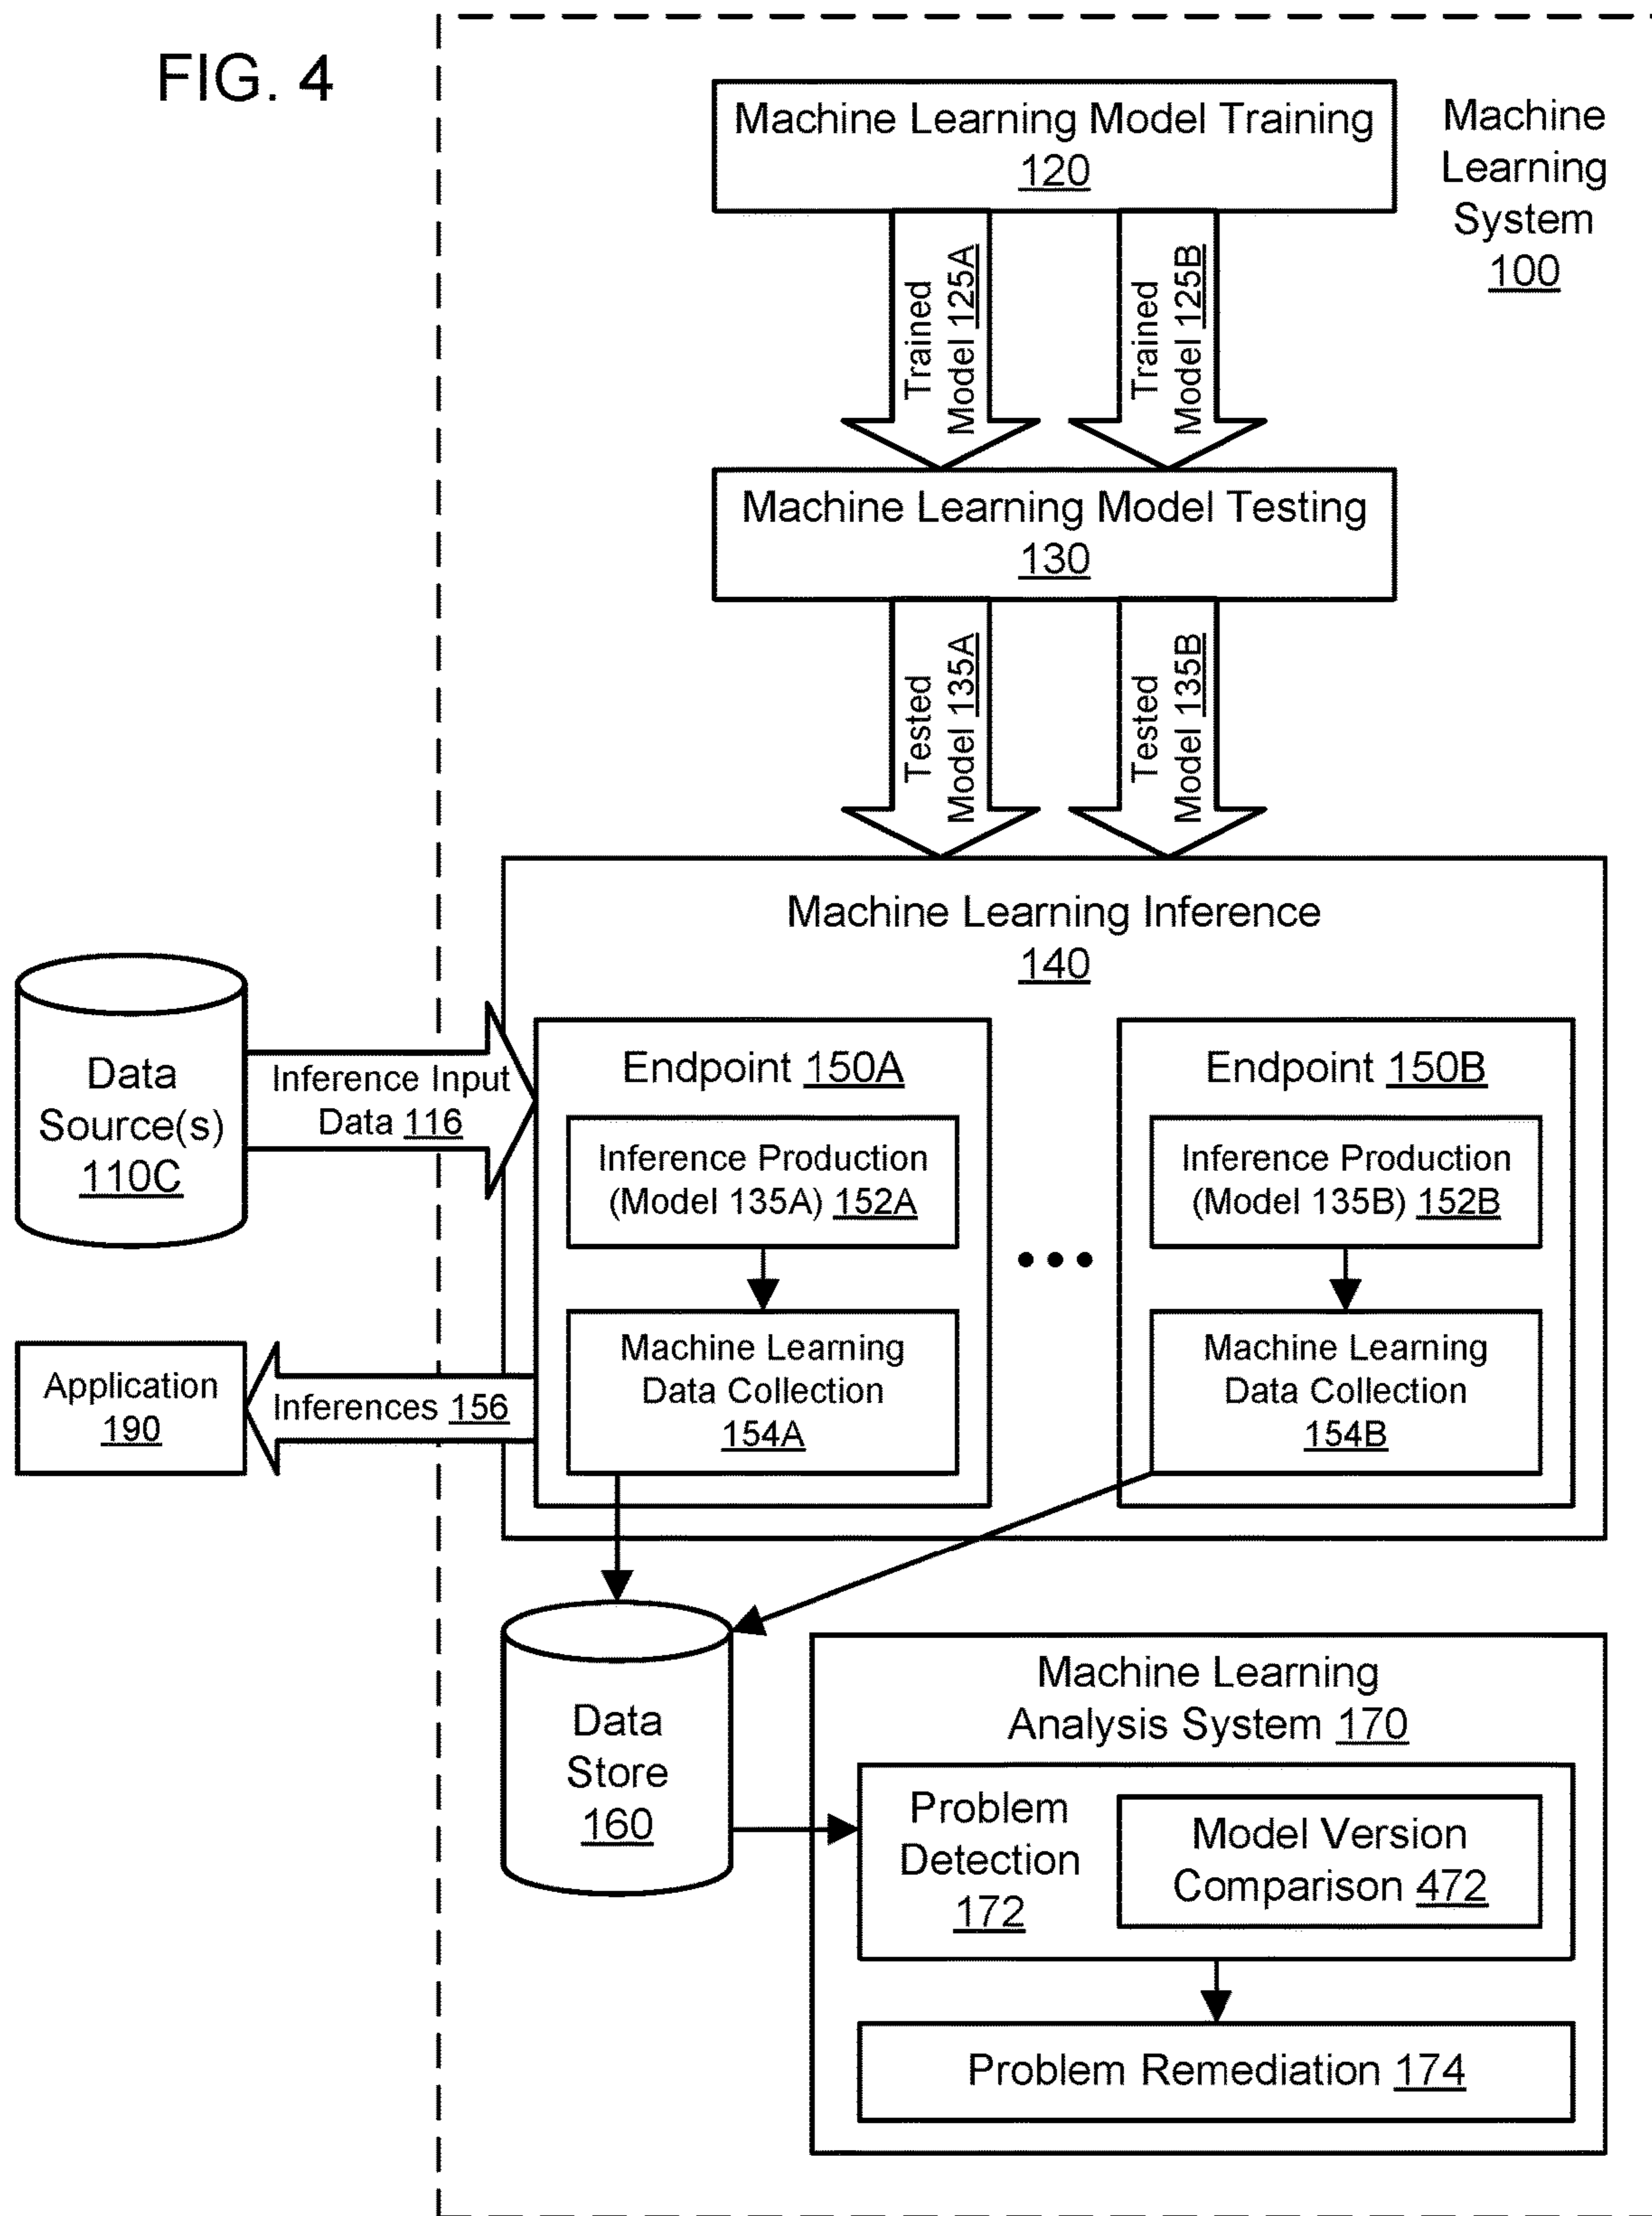 FIG. 4
Machine Learning Model Training
120
Machine
Learning
System
100
Trained
Model 125A
Trained
Model 125B
Machine Learning Model Testing
130
Tested
Model 135A
Tested
Model 135B
Machine Learning Inference
140
Data
Source(s)
110C
Inference Input
Data 116
Endpoint 150A
Inference Production
(Model 135A) 152A
Machine Learning
Data Collection
154A
Endpoint 150B
Inference Production
(Model 135B) 152B
Machine Learning
Data Collection
154B
Application
190
Inferences 156
Data
Store
160
Machine Learning
Analysis System 170
Problem
Detection
172
Model Version
Comparison 472
Problem Remediation 174